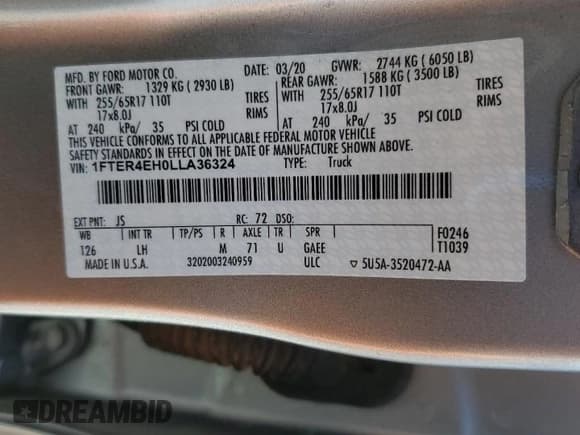 MFD. BY FORD MOTOR CO. DATE: 03/20 GVWR: 2744 KG ( 6050 LB)
FRONT GAWR: 1329 KG ( 2930 LB) REAR GAWR: 1588 KG ( 3500 LB)
WITH 255/65R17 110T TIRES WITH 255/65R17 110T TIRES
17x8.0J RIMS 17x8.0J RIMS
AT 240 kPa/ 35 PSI COLD AT 240 kPa/ 35 PSI COLD
THIS VEHICLE CONFORMS TO ALL APPLICABLE FEDERAL MOTOR VEHICLE
SAFETY STANDARDS IN EFFECT ON THE DATE OF MANUFACTURE SHOWN ABOVE.
VIN: 1FTER4EH0LLA36324 TYPE: Truck
EXT PNT: JS RC: 72 DSO:
WB INT TR TP/PS R AXLE TR SPR F0246
126 LH M 71 U GAEE T1039
MADE IN U.S.A. 3202003240959 ULC ▽ 5U5A-3520472-AA
DREAMBID